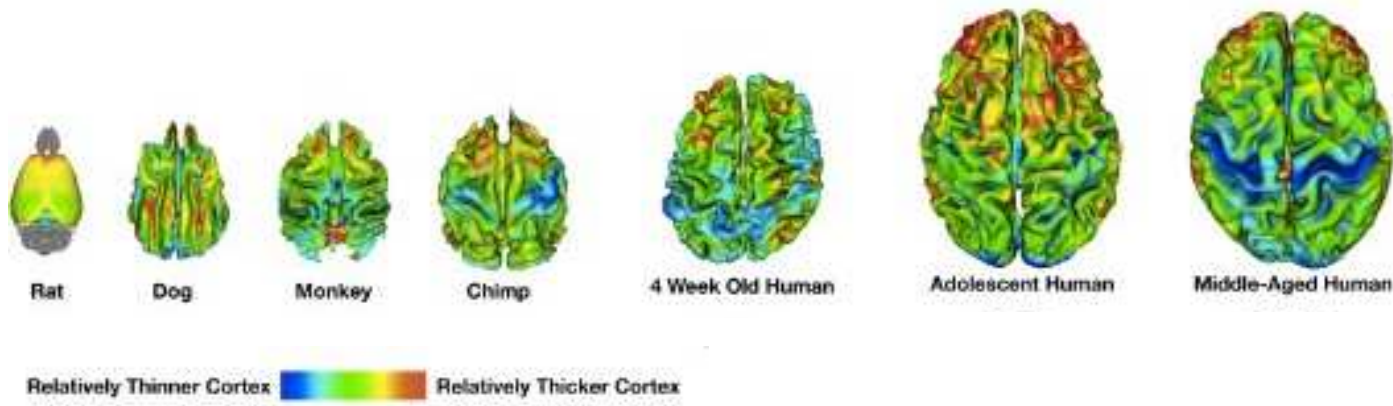 Rat
Dog
Monkey
Chimp
4 Week Old Human
Adolescent Human
Middle-Aged Human
Relatively Thinner Cortex
Relatively Thicker Cortex